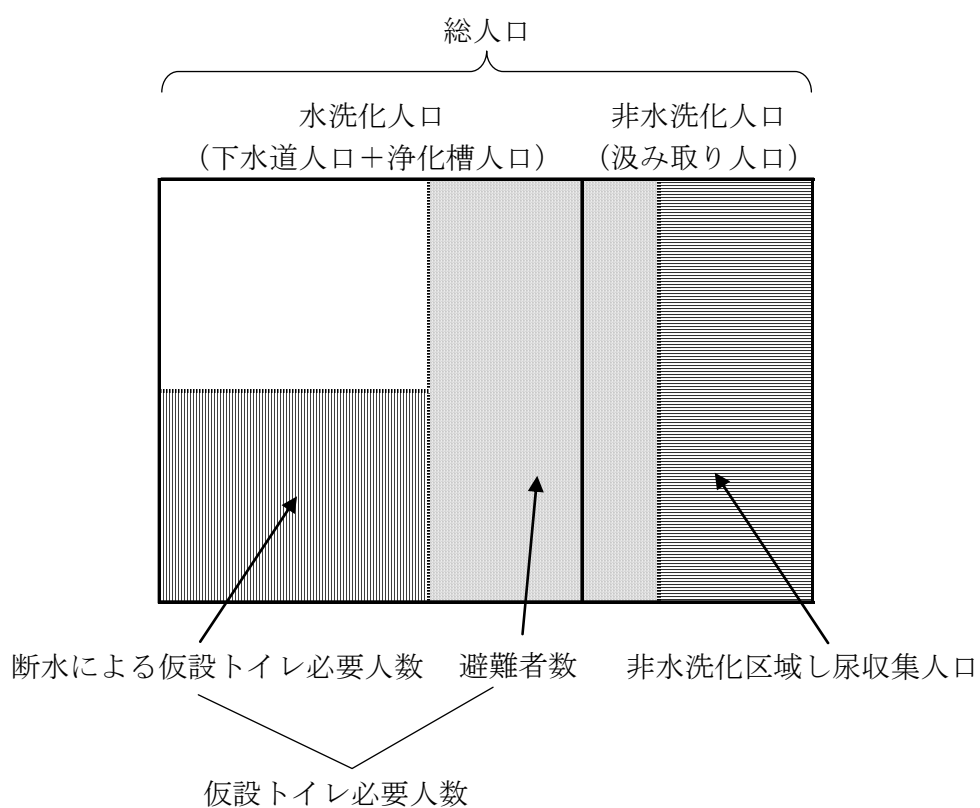 総人口
水洗化人口
（下水道人口＋浄化槽人口）
非水洗化人口
（汲み取り人口）
断水による仮設トイレ必要人数
避難者数
非水洗化区域し尿収集人口
仮設トイレ必要人数